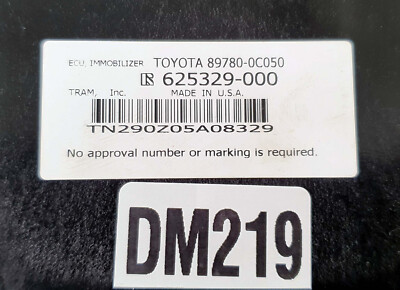 ECU, IMMOBILIZER TOYOTA 89780-0C050
R 625329-000
TRAM, Inc. MADE IN U.S.A.
TN290Z05A08329
No approval number or marking is required.
DM219